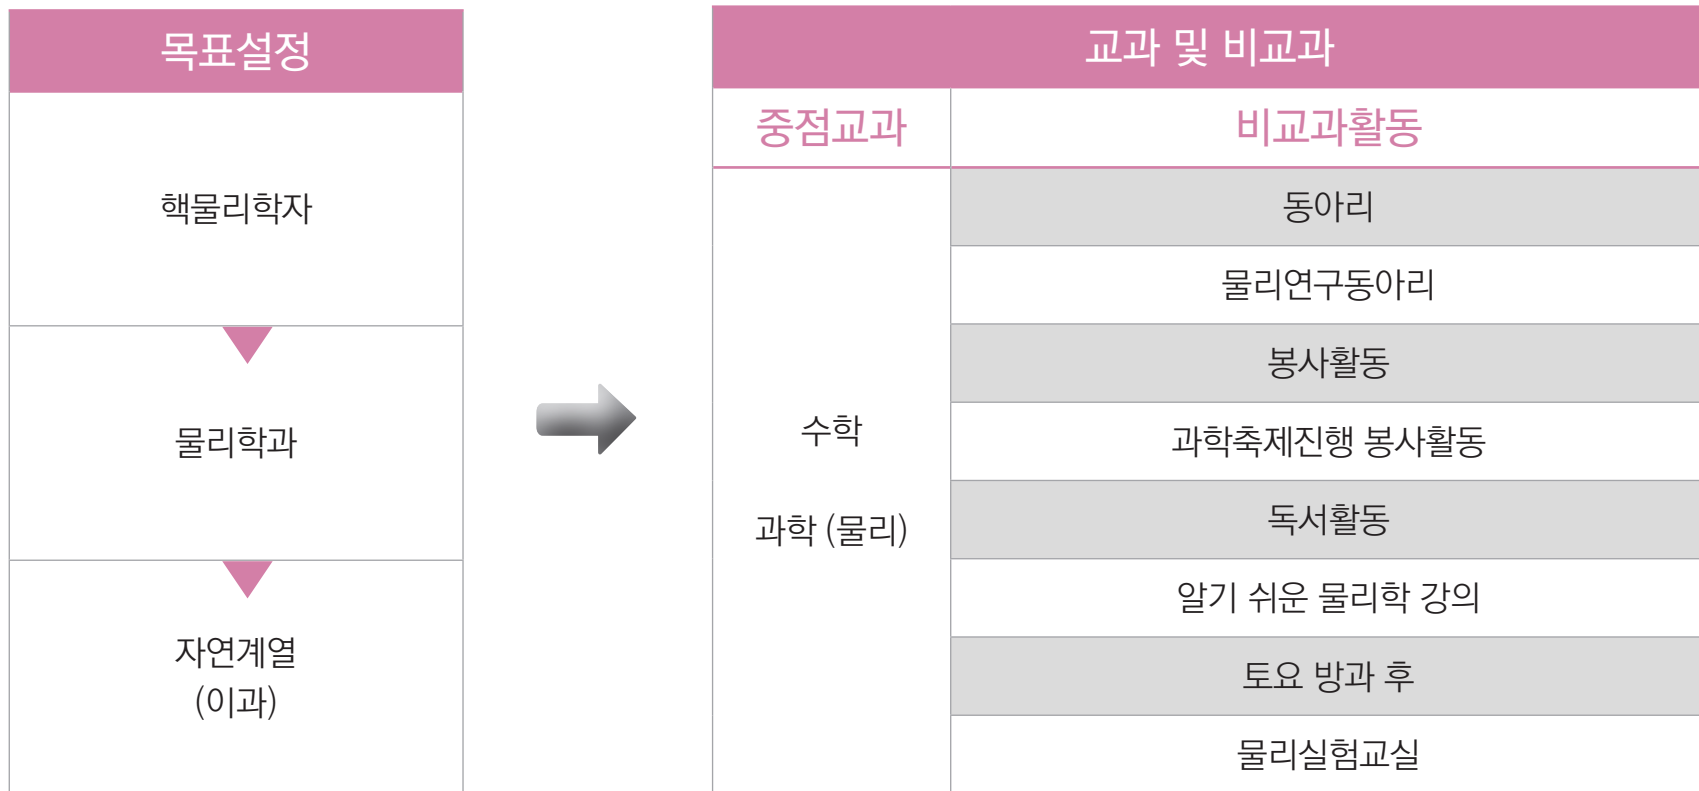 목표설정
핵물리학자
물리학과
자연계열
(이과)
교과 및 비교과
중점교과
비교과활동
수학
과학 (물리)
동아리
물리연구동아리
봉사활동
과학축제진행 봉사활동
독서활동
알기 쉬운 물리학 강의
토요 방과 후
물리실험교실